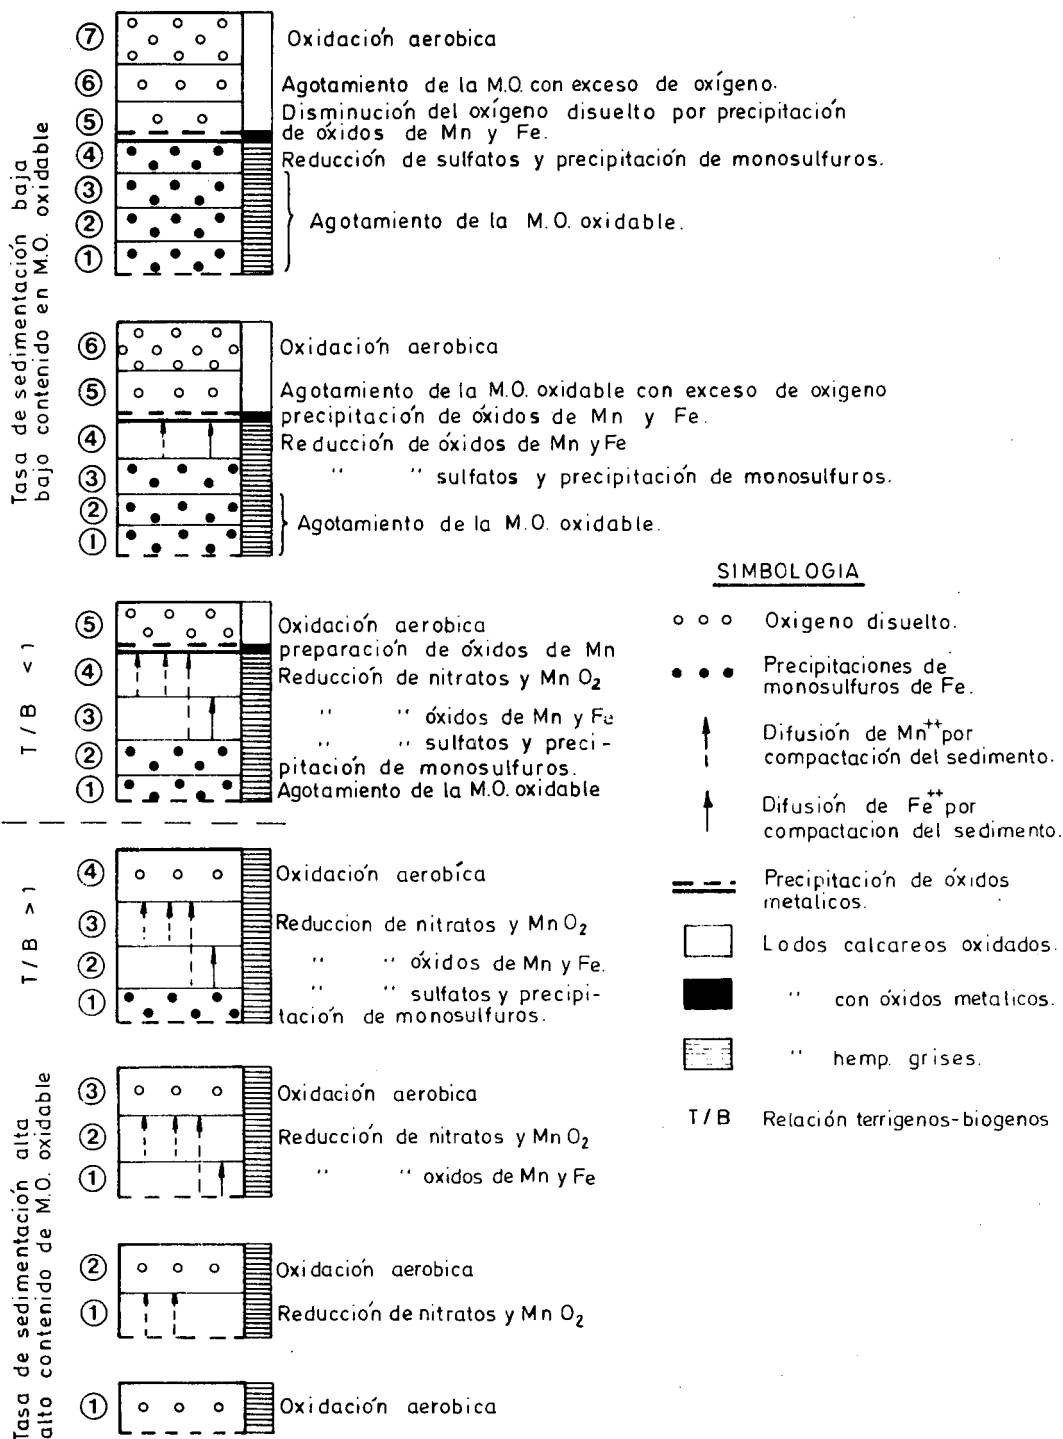 Tasa de sedimentación baja
bajo contenido en M.O. oxidable
7
Oxidación aerobica
6
Agotamiento de la M.O. con exceso de oxígeno.
5
Disminución del oxígeno disuelto por precipitación
de óxidos de Mn y Fe.
4
Reducción de sulfatos y precipitación de monosulfuros.
3
2
Agotamiento de la M.O. oxidable.
1
6
Oxidación aerobica
5
Agotamiento de la M.O. oxidable con exceso de oxigeno
precipitación de óxidos de Mn y Fe.
4
Reducción de óxidos de Mn y Fe
3
" " sulfatos y precipitación de monosulfuros.
2
Agotamiento de la M.O. oxidable.
1
T / B < 1
5
Oxidación aerobica
preparación de óxidos de Mn
4
Reducción de nitratos y Mn O2
3
" " óxidos de Mn y Fe
2
" " sulfatos y preci-
pitación de monosulfuros.
1
Agotamiento de la M.O. oxidable
T / B > 1
4
Oxidación aerobíca
3
Reduccion de nitratos y Mn O2
2
" " óxidos de Mn y Fe.
1
" " sulfatos y precipi-
tación de monosulfuros.
Tasa de sedimentación alta
alto contenido de M.O. oxidable
3
Oxidación aerobica
2
Reducción de nitratos y Mn O2
1
" " oxidos de Mn y Fe
2
Oxidación aerobica
1
Reducción de nitratos y Mn O2
1
Oxidación aerobica
SIMBOLOGIA
Oxigeno disuelto.
Precipitaciones de
monosulfuros de Fe.
Difusión de Mn++ por
compactación del sedimento.
Difusión de Fe++ por
compactacion del sedimento.
Precipitación de óxidos
metalicos.
Lodos calcareos oxidados.
" con óxidos metalicos.
" hemp. grises.
T / B Relación terrigenos-biogenos